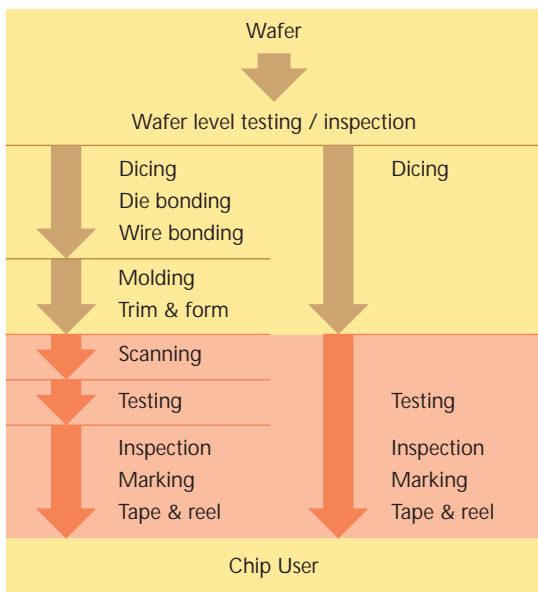 Wafer
Wafer level testing / inspection
Dicing
Die bonding
Wire bonding
Molding
Trim & form
Scanning
Testing
Inspection
Marking
Tape & reel
Dicing
Testing
Inspection
Marking
Tape & reel
Chip User